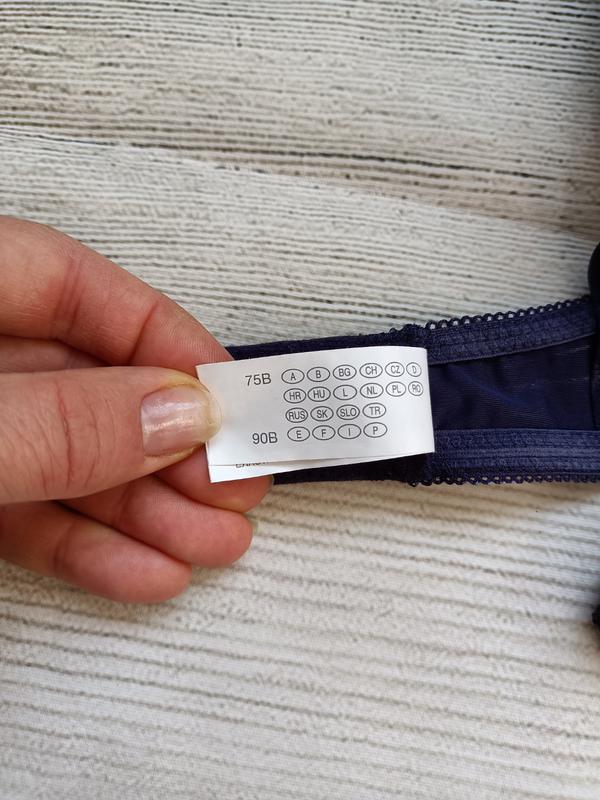 75B A B BG CH CZ D
HR HU L NL PL RO
RUS SK SLO TR
90B E F I P